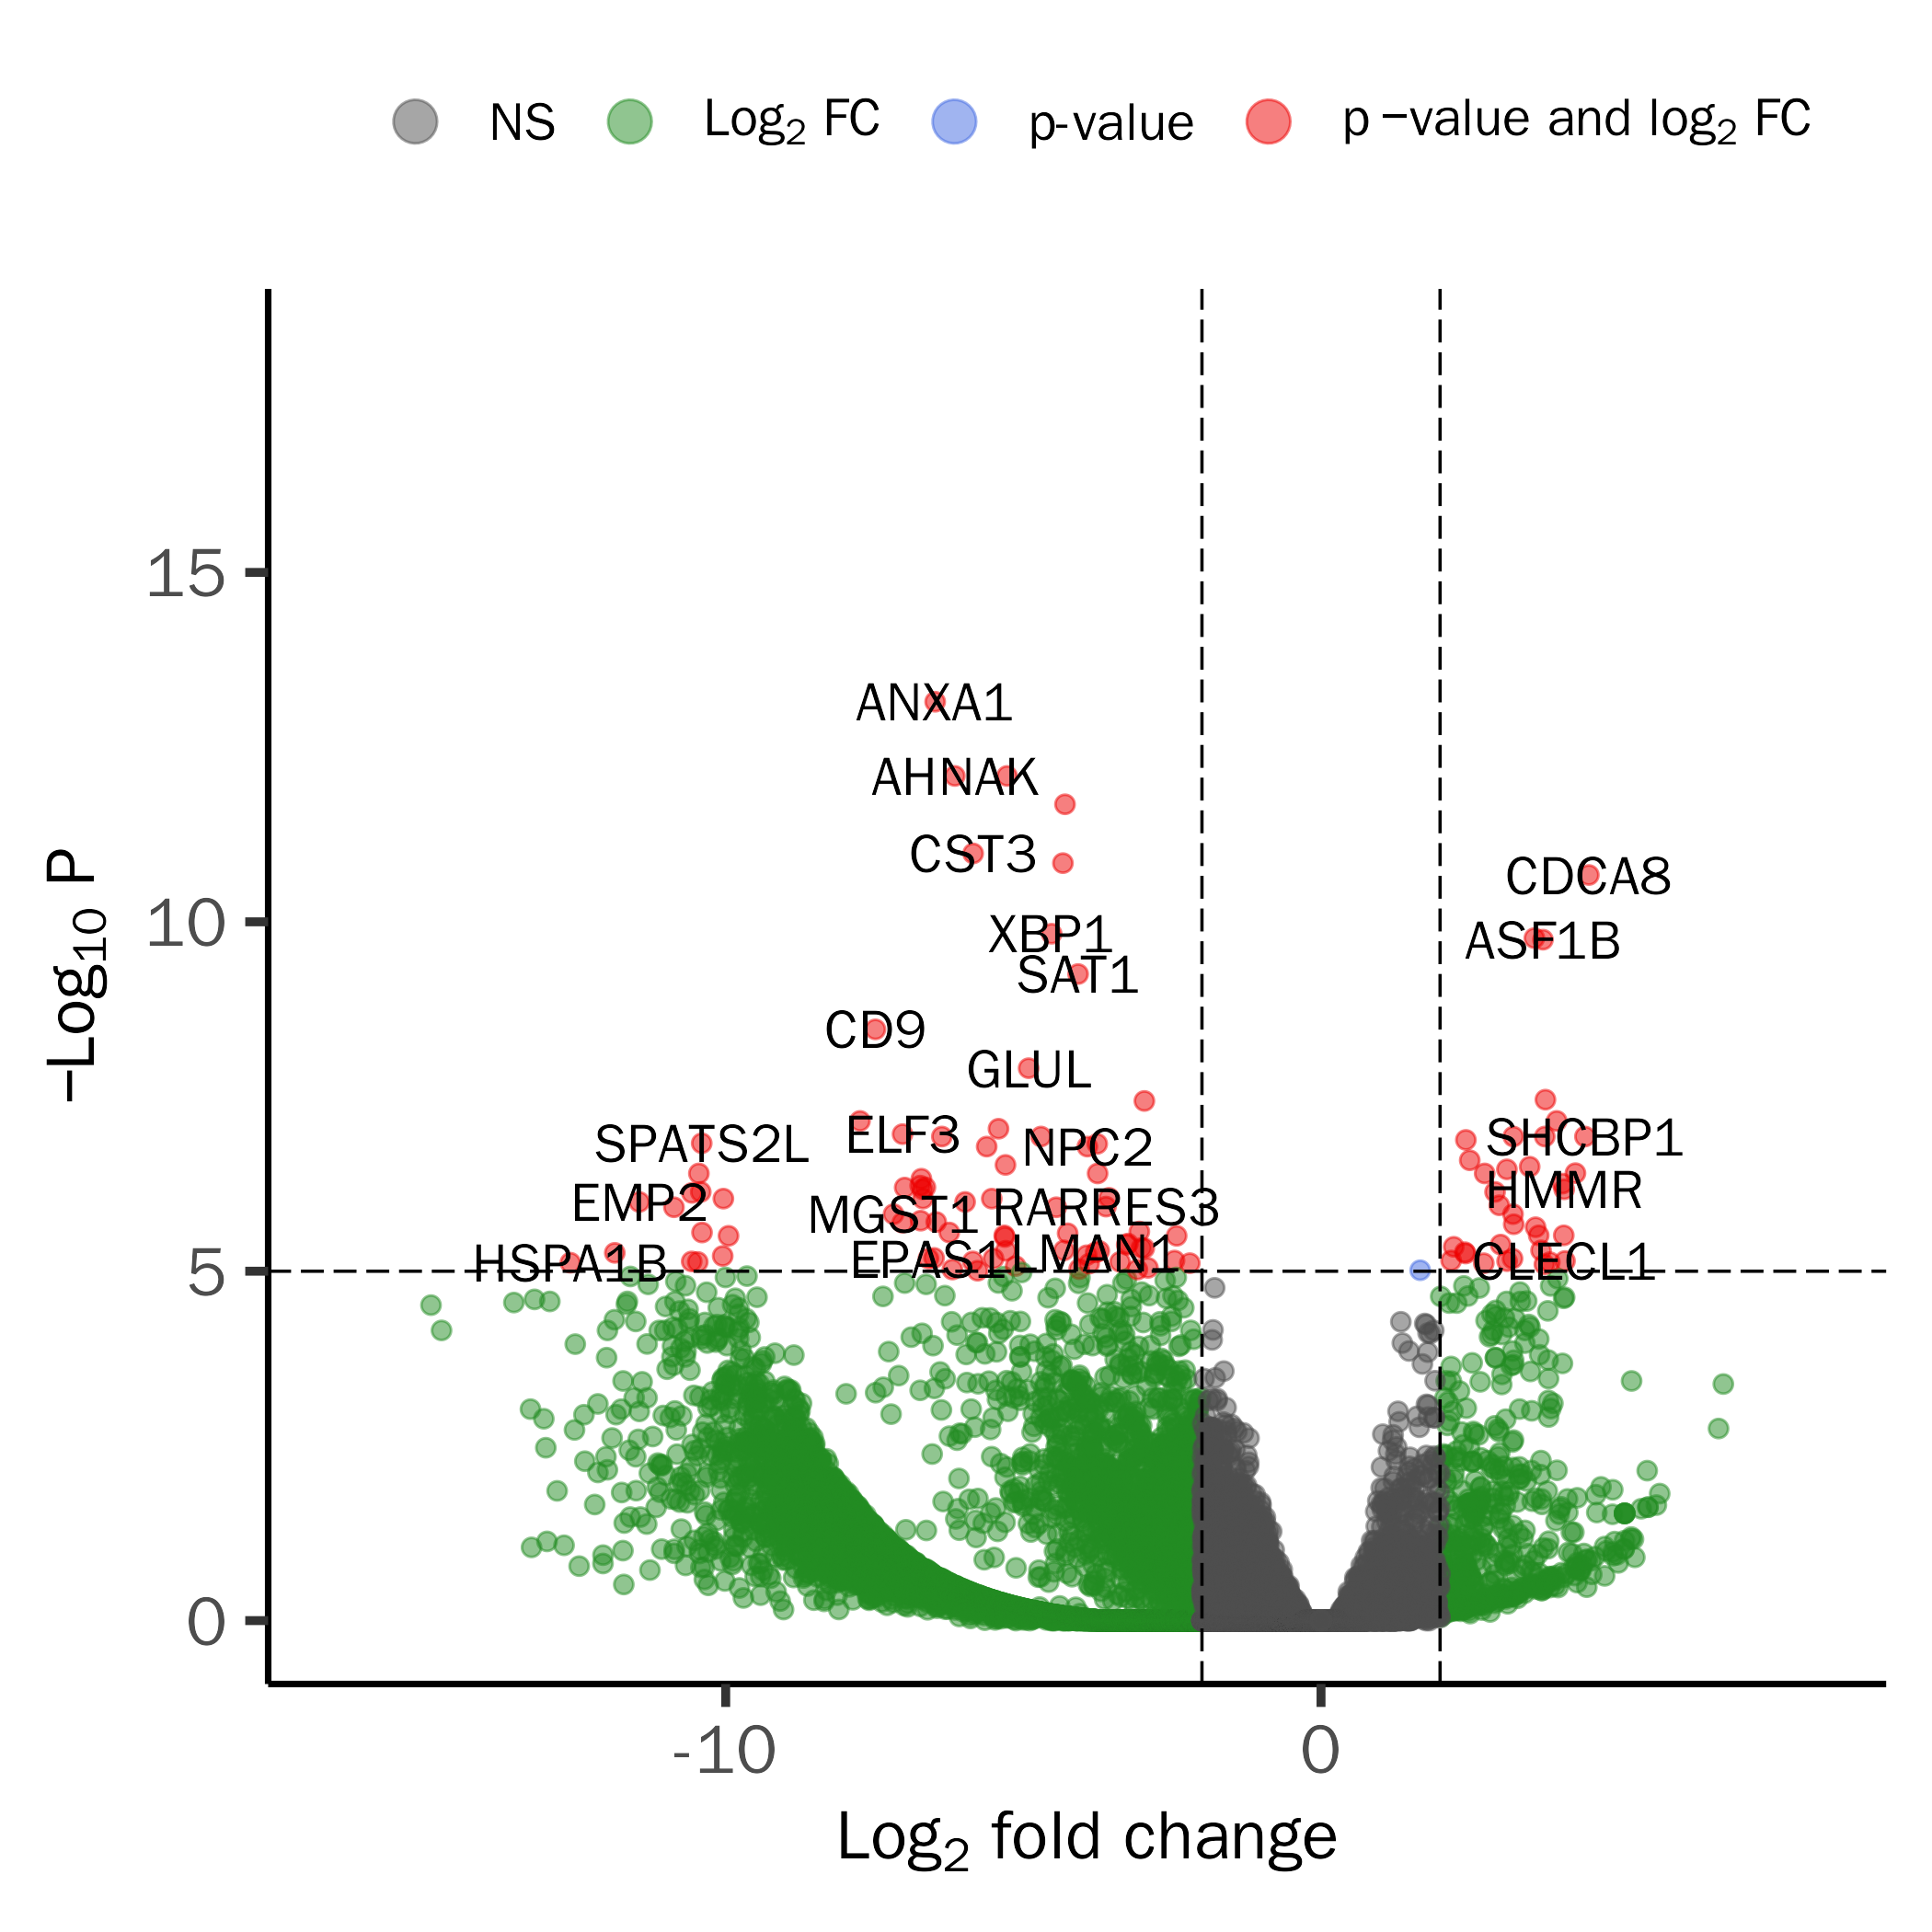 NS Log2 FC p-value p −value and log2 FC
15
ANXA1
AHNAK
CST3
CDCA8
10
XBP1
ASF1B
SAT1
CD9
GLUL
ELF3
SHCBP1
SPATS2L
NPC2
HMMR
EMP2
RARRES3
MGST1
EPAS1
LMAN1
CLECL1
HSPA1B
5
0
−Log10 P
-10 0
Log2 fold change